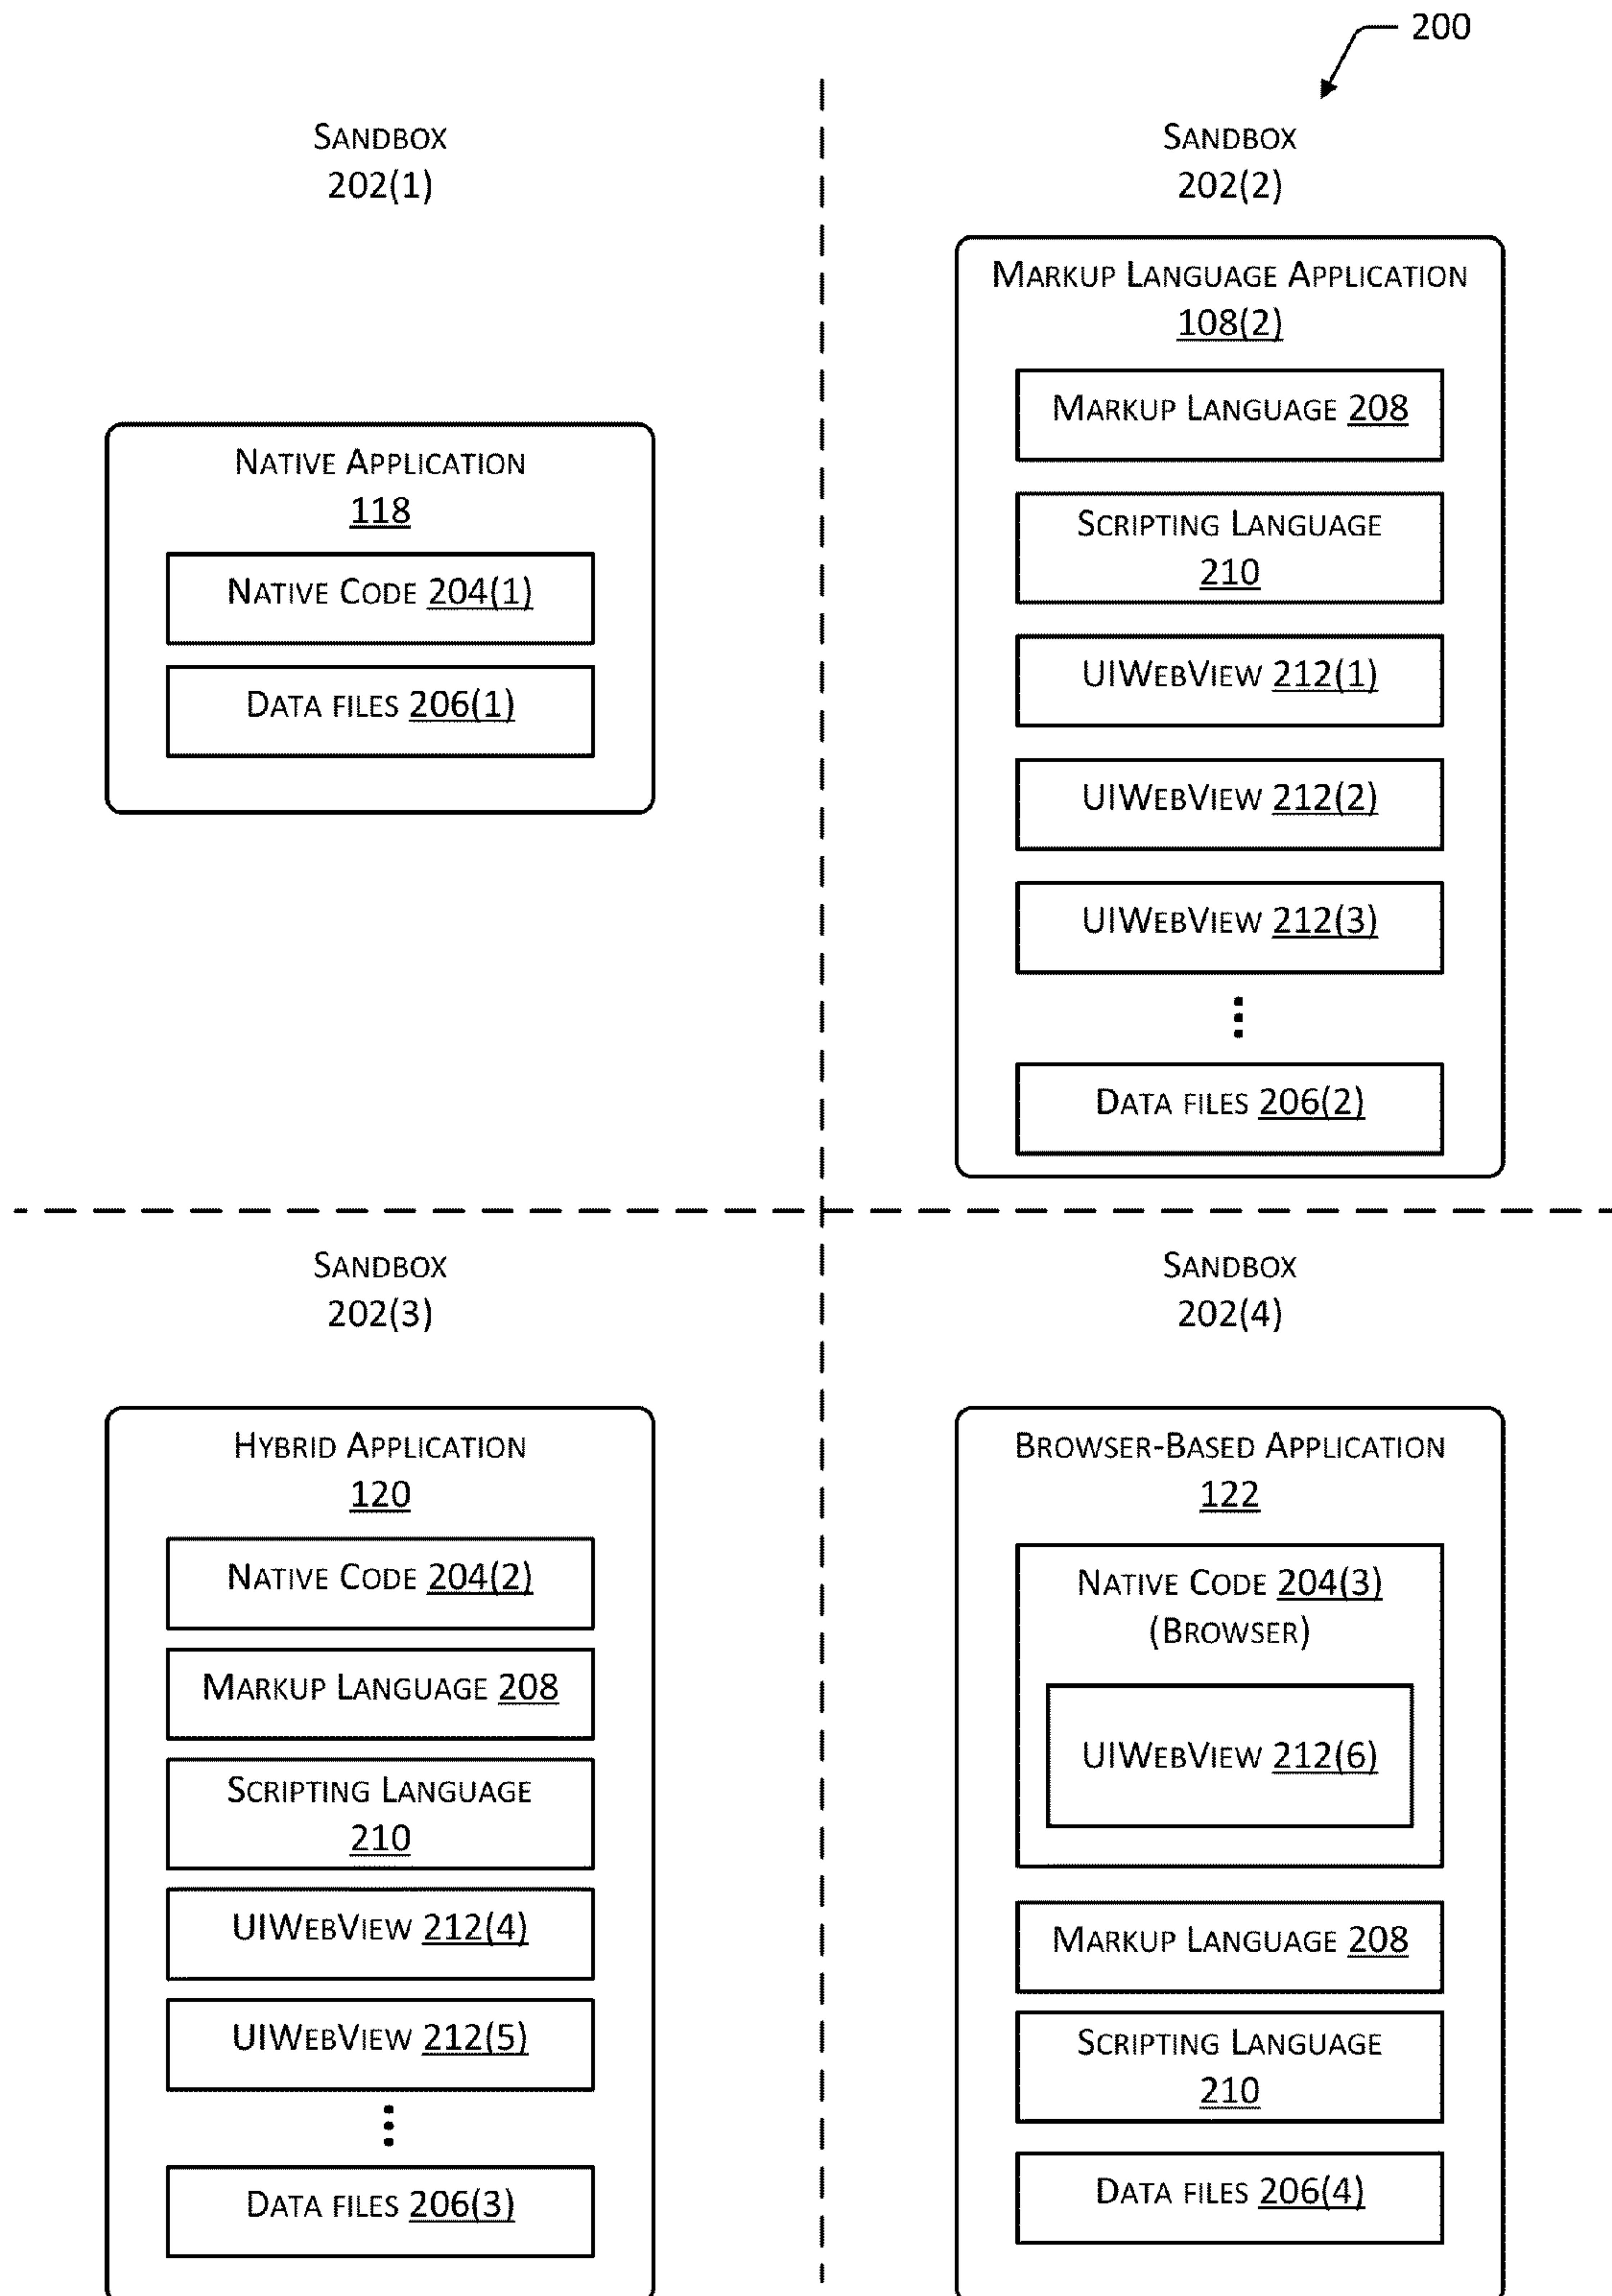 200
Sandbox
202(1)
Native Application
118
Native Code 204(1)
Data files 206(1)
Sandbox
202(2)
Markup Language Application
108(2)
Markup Language 208
Scripting Language
210
UIWebView 212(1)
UIWebView 212(2)
UIWebView 212(3)
Data files 206(2)
Sandbox
202(3)
Hybrid Application
120
Native Code 204(2)
Markup Language 208
Scripting Language
210
UIWebView 212(4)
UIWebView 212(5)
Data files 206(3)
Sandbox
202(4)
Browser-Based Application
122
Native Code 204(3)
(Browser)
UIWebView 212(6)
Markup Language 208
Scripting Language
210
Data files 206(4)